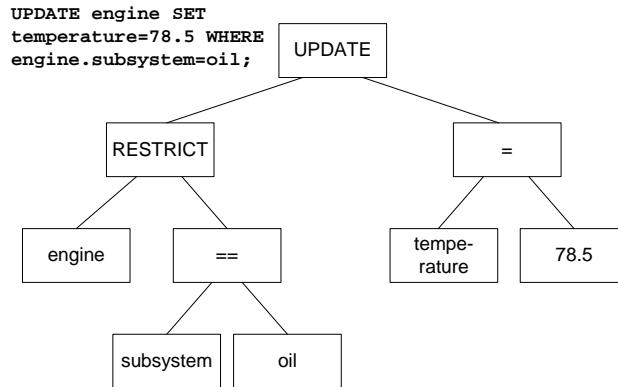 UPDATE engine SET
temperature=78.5 WHERE
engine.subsystem=oil;
UPDATE
RESTRICT
=
engine
==
tempe-
rature
78.5
subsystem
oil